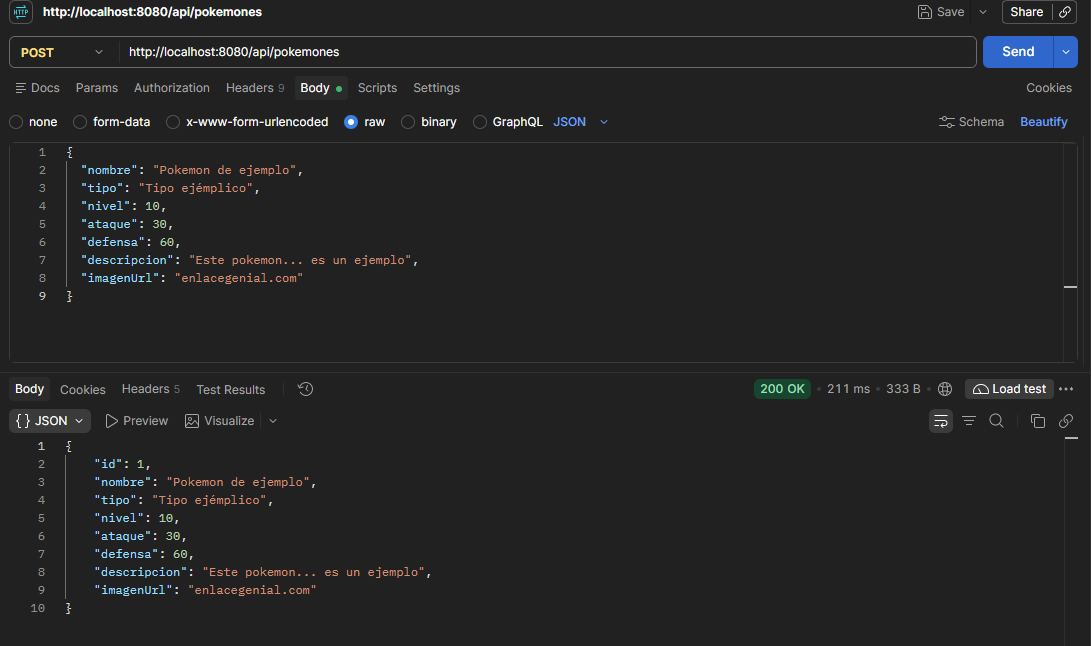 HTTP http://localhost:8080/api/pokemones Save Share
POST http://localhost:8080/api/pokemones Send
Docs Params Authorization Headers 9 Body Scripts Settings Cookies
none form-data x-www-form-urlencoded raw binary GraphQL JSON Schema Beautify
1 {
2 "nombre": "Pokemon de ejemplo",
3 "tipo": "Tipo ejémplico",
4 "nivel": 10,
5 "ataque": 30,
6 "defensa": 60,
7 "descripcion": "Este pokemon... es un ejemplo",
8 "imagenUrl": "enlacegenial.com"
9 }
Body Cookies Headers 5 Test Results 200 OK • 211 ms • 333 B • Load test
{} JSON Preview Visualize
1 {
2 "id": 1,
3 "nombre": "Pokemon de ejemplo",
4 "tipo": "Tipo ejémplico",
5 "nivel": 10,
6 "ataque": 30,
7 "defensa": 60,
8 "descripcion": "Este pokemon... es un ejemplo",
9 "imagenUrl": "enlacegenial.com"
10 }